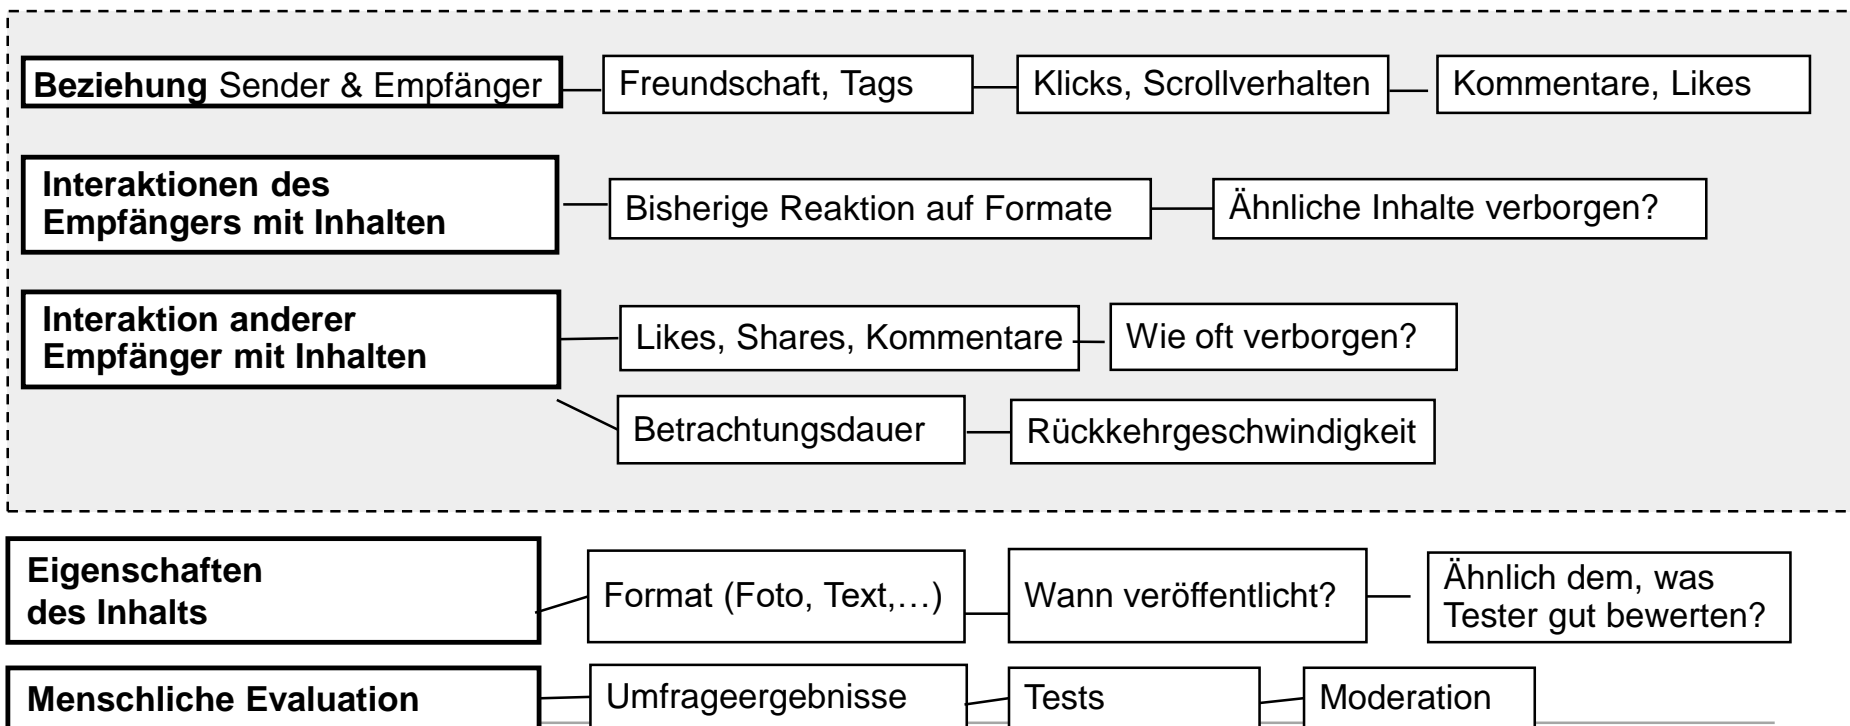 Beziehung Sender & Empfänger
Freundschaft, Tags
Klicks, Scrollverhalten
Kommentare, Likes
Interaktionen des
Empfängers mit Inhalten
Bisherige Reaktion auf Formate
Ähnliche Inhalte verborgen?
Interaktion anderer
Empfänger mit Inhalten
Likes, Shares, Kommentare
Wie oft verborgen?
Betrachtungsdauer
Rückkehrgeschwindigkeit
Eigenschaften
des Inhalts
Format (Foto, Text,…)
Wann veröffentlicht?
Ähnlich dem, was
Tester gut bewerten?
Menschliche Evaluation
Umfrageergebnisse
Tests
Moderation